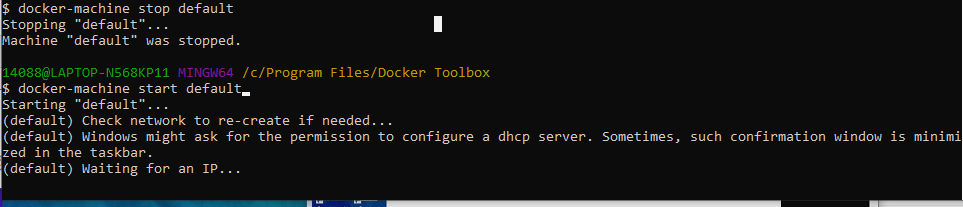 $ docker-machine stop default
Stopping "default"...
Machine "default" was stopped.
14088@LAPTOP-N568KP11 MINGW64 /c/Program Files/Docker Toolbox
$ docker-machine start default
Starting "default"...
(default) Check network to re-create if needed...
(default) Windows might ask for the permission to configure a dhcp server. Sometimes, such confirmation window is minimi
zed in the taskbar.
(default) Waiting for an IP...